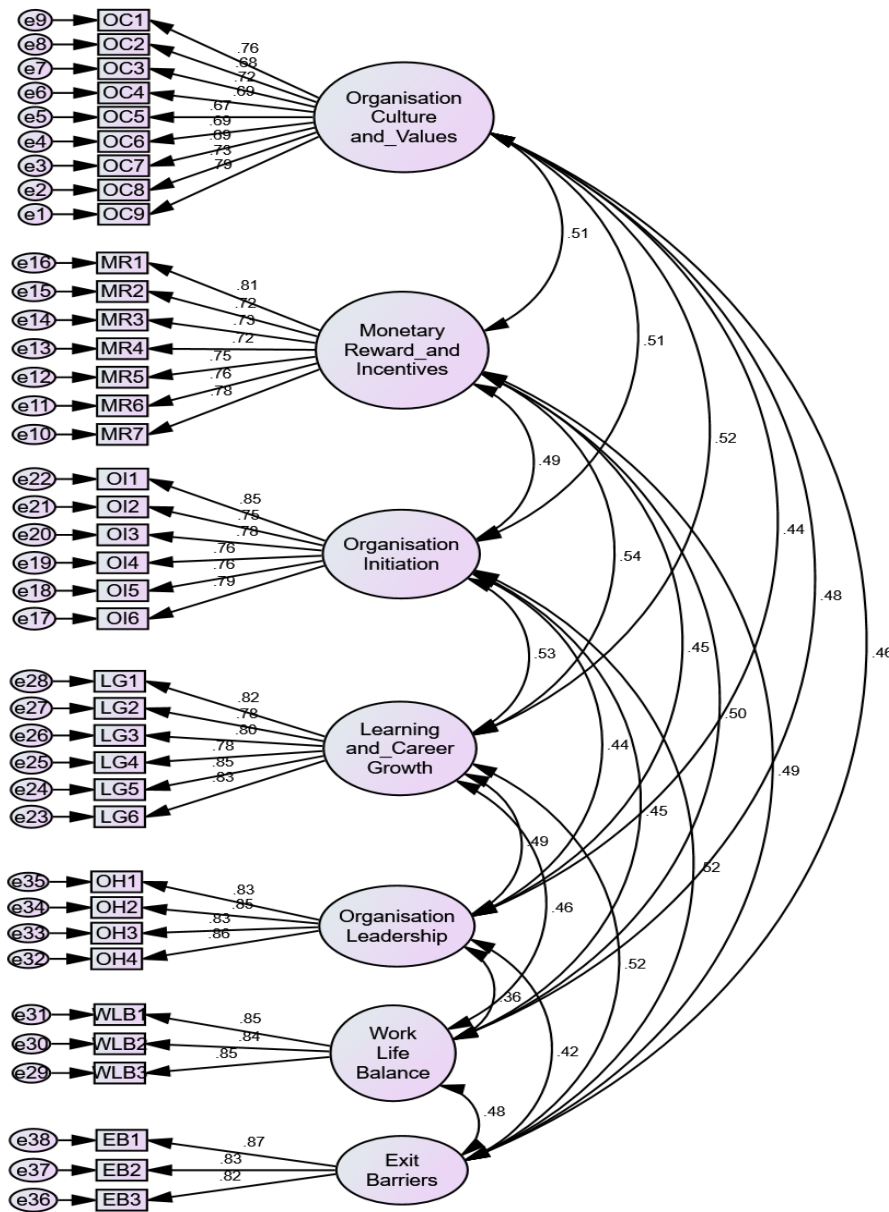 e9 OC1
e8 OC2
e7 OC3
e6 OC4
e5 OC5
e4 OC6
e3 OC7
e2 OC8
e1 OC9
.76
.68
.72
.69
.67
.69
.69
.73
.79
Organisation
Culture
and_Values
e16 MR1
e15 MR2
e14 MR3
e13 MR4
e12 MR5
e11 MR6
e10 MR7
.81
.72
.73
.72
.75
.76
.78
Monetary
Reward_and
Incentives
e22 OI1
e21 OI2
e20 OI3
e19 OI4
e18 OI5
e17 OI6
.85
.75
.78
.76
.76
.79
Organisation
Initiation
e28 LG1
e27 LG2
e26 LG3
e25 LG4
e24 LG5
e23 LG6
.82
.78
.80
.78
.85
.83
Learning
and_Career
Growth
e35 OH1
e34 OH2
e33 OH3
e32 OH4
.83
.85
.83
.86
Organisation
Leadership
e31 WLB1
e30 WLB2
e29 WLB3
.85
.84
.85
Work
Life
Balance
e38 EB1
e37 EB2
e36 EB3
.87
.83
.82
Exit
Barriers
.51
.51
.52
.44
.48
.46
.49
.54
.45
.50
.49
.53
.44
.45
.52
.49
.46
.52
.36
.42
.48